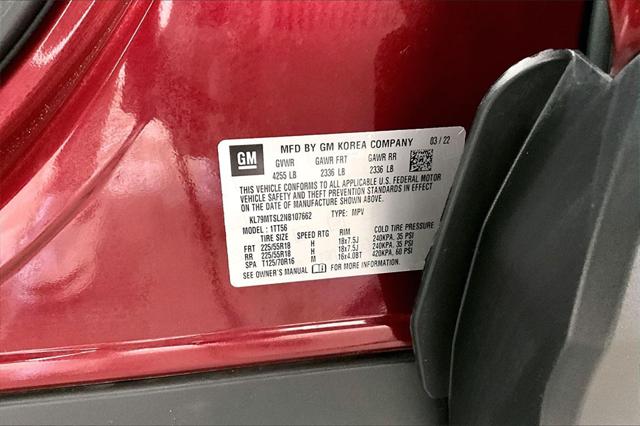 GM
MFD BY GM KOREA COMPANY 03/22
GVWR GAWR FRT GAWR RR
4255 LB 2336 LB 2336 LB
THIS VEHICLE CONFORMS TO ALL APPLICABLE U.S. FEDERAL MOTOR
VEHICLE SAFETY AND THEFT PREVENTION STANDARDS IN EFFECT
ON THE DATE OF MANUFACTURE SHOWN ABOVE.
KL79MTSL2NB107662 TYPE: MPV
MODEL: 1TT56
TIRE SIZE SPEED RTG RIM COLD TIRE PRESSURE
FRT 225/55R18 H 18x7.5J 240KPA, 35 PSI
RR 225/55R18 H 18x7.5J 240KPA, 35 PSI
SPA T125/70R16 M 16x4.0BT 420KPA, 60 PSI
SEE OWNER'S MANUAL FOR MORE INFORMATION.